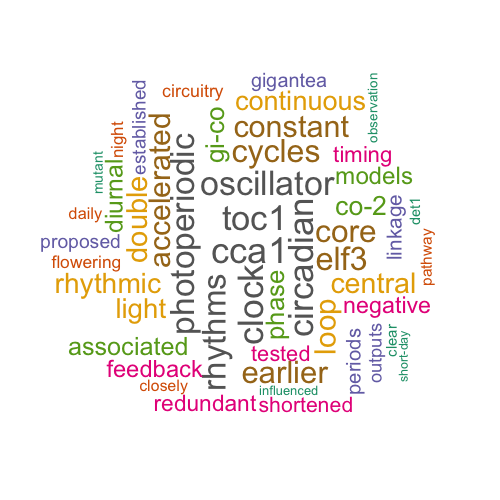 gigantea
circuitry
continuous
observation
established
constant
gi-co
night
accelerated
photoperiodic
cycles
timing
mutant
diurnal
double
oscillator
models
daily
toc1
circadian
co-2
det1
linkage
proposed
core
pathway
cca1
elf3
flowering
rhythmic
rhythms
clock
phase
central
light
loop
negative
associated
tested
periods
outputs
clear
short-day
feedback
earlier
closely
influenced
redundant
shortened